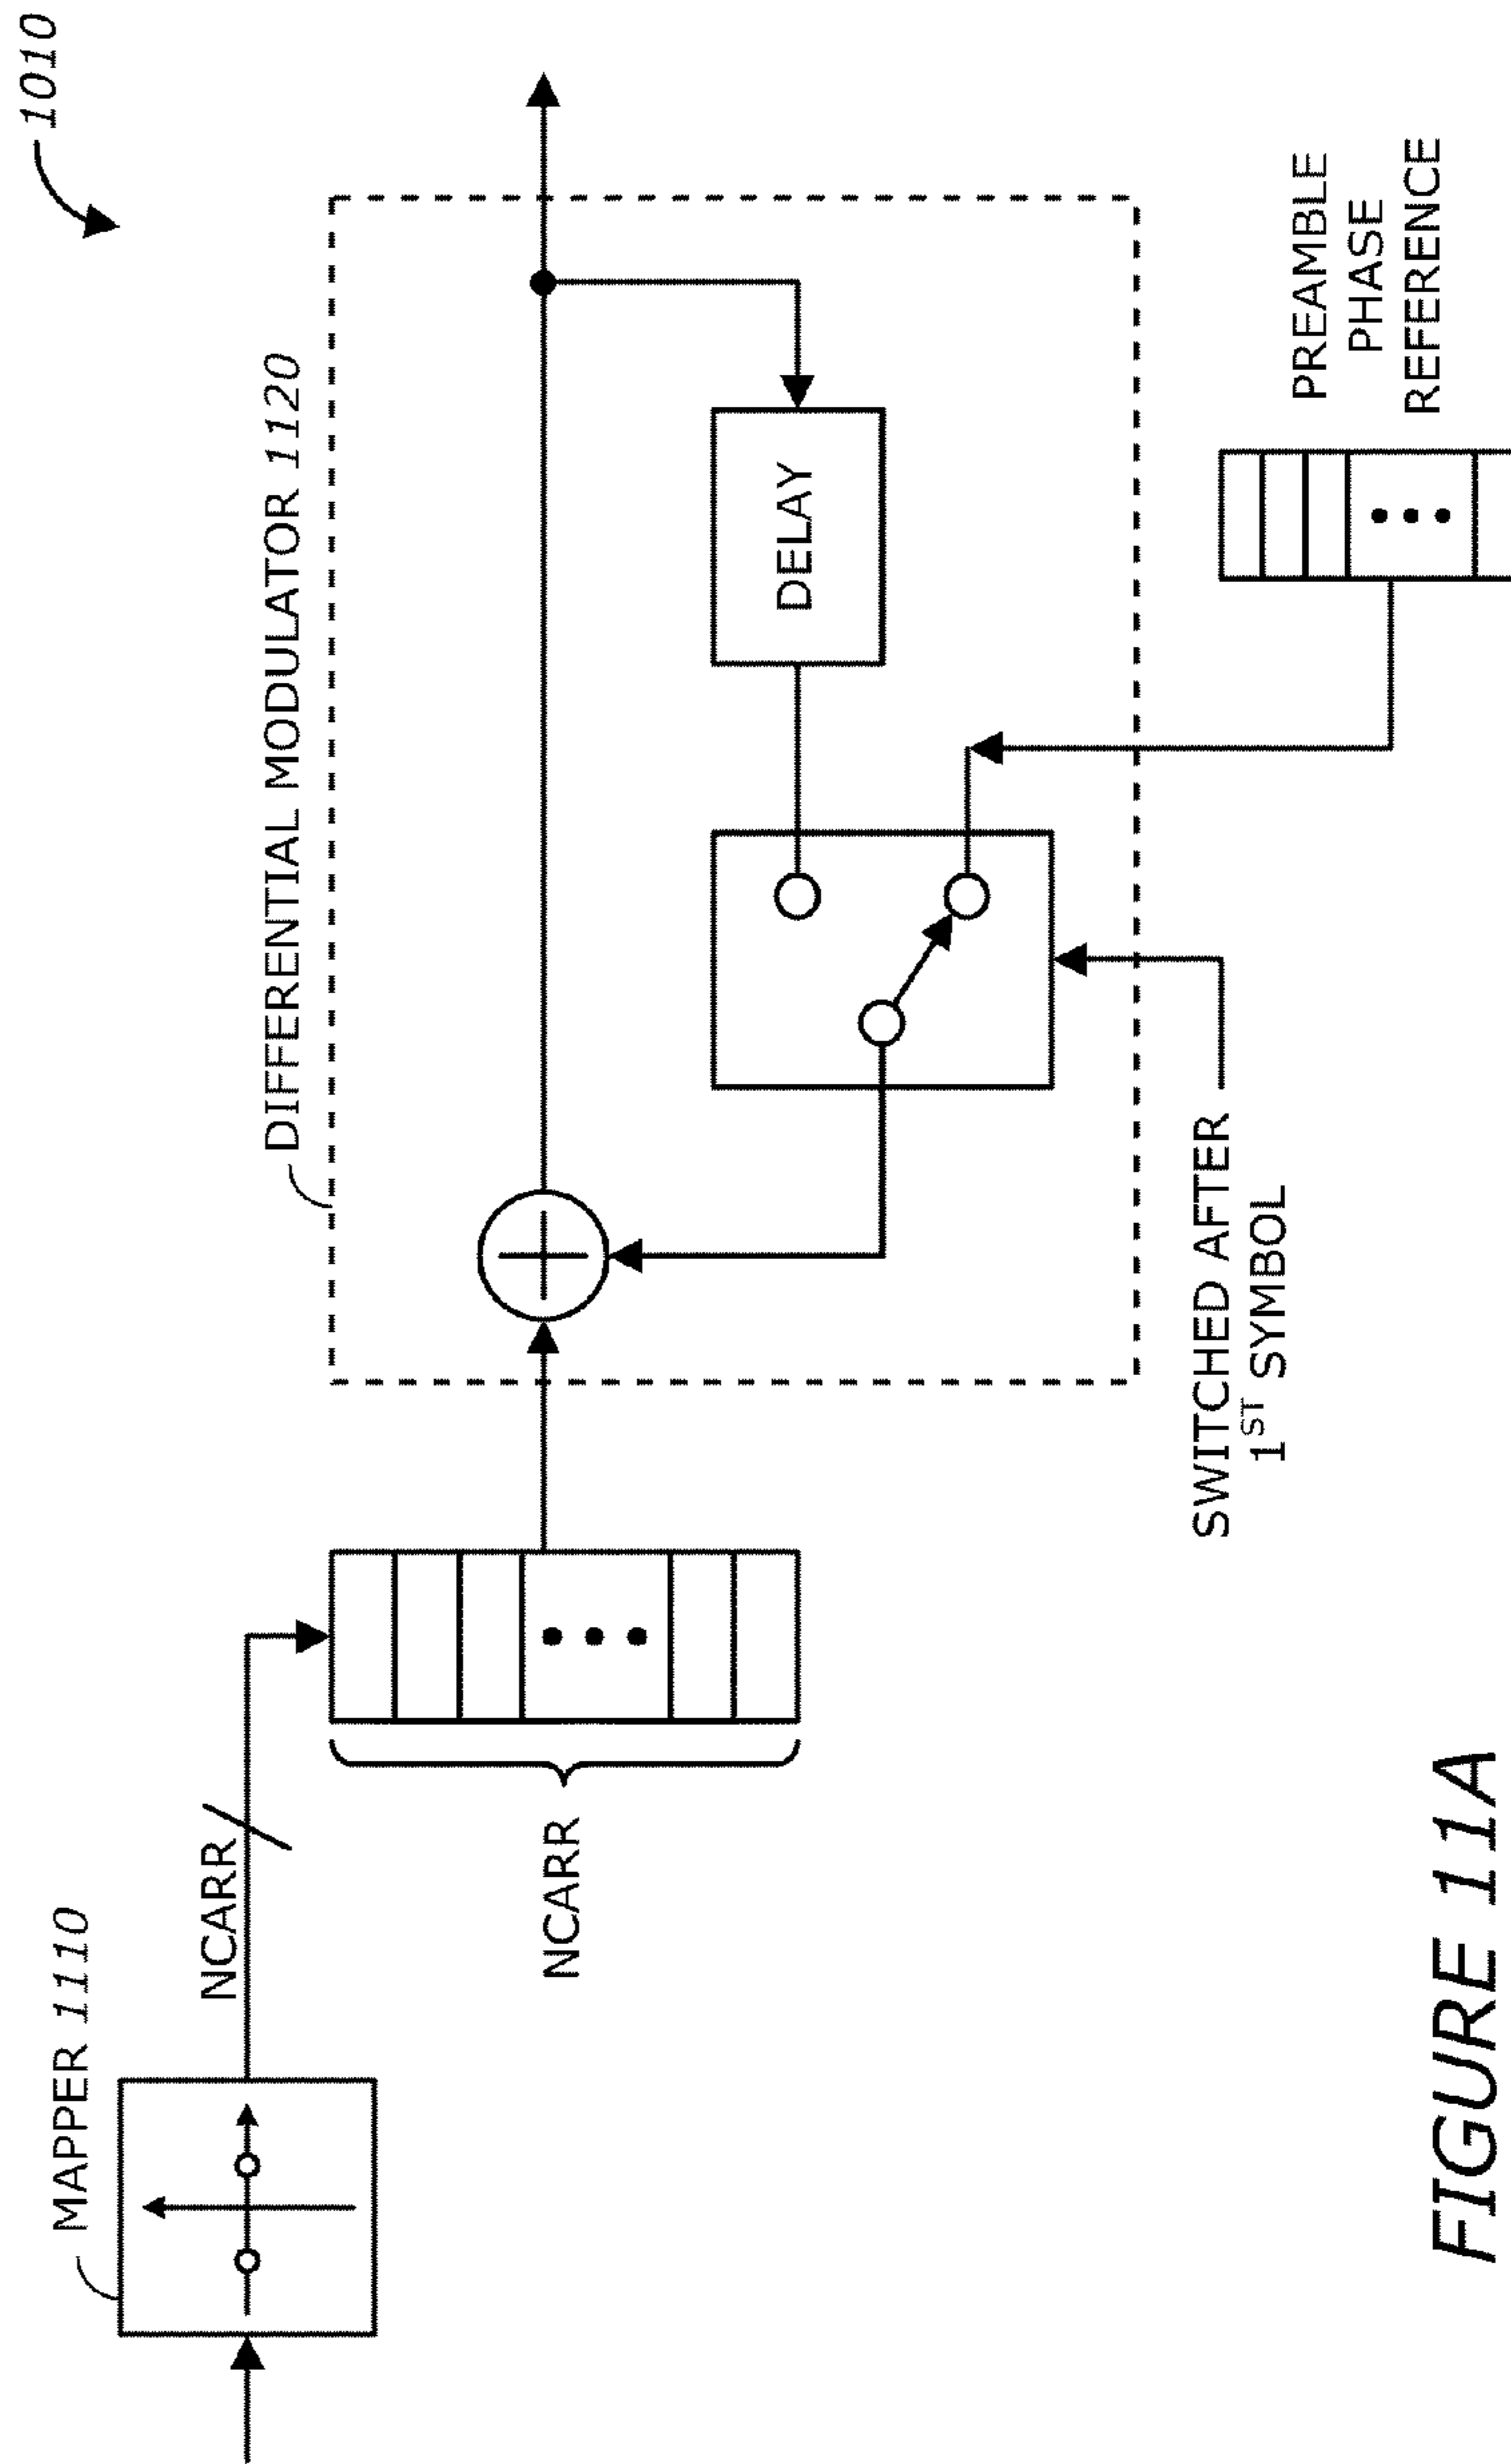 1010
MAPPER 1110
NCARR
NCARR
DIFFERENTIAL MODULATOR 1120
DELAY
SWITCHED AFTER
1ST SYMBOL
PREAMBLE
PHASE
REFERENCE
FIGURE 11A